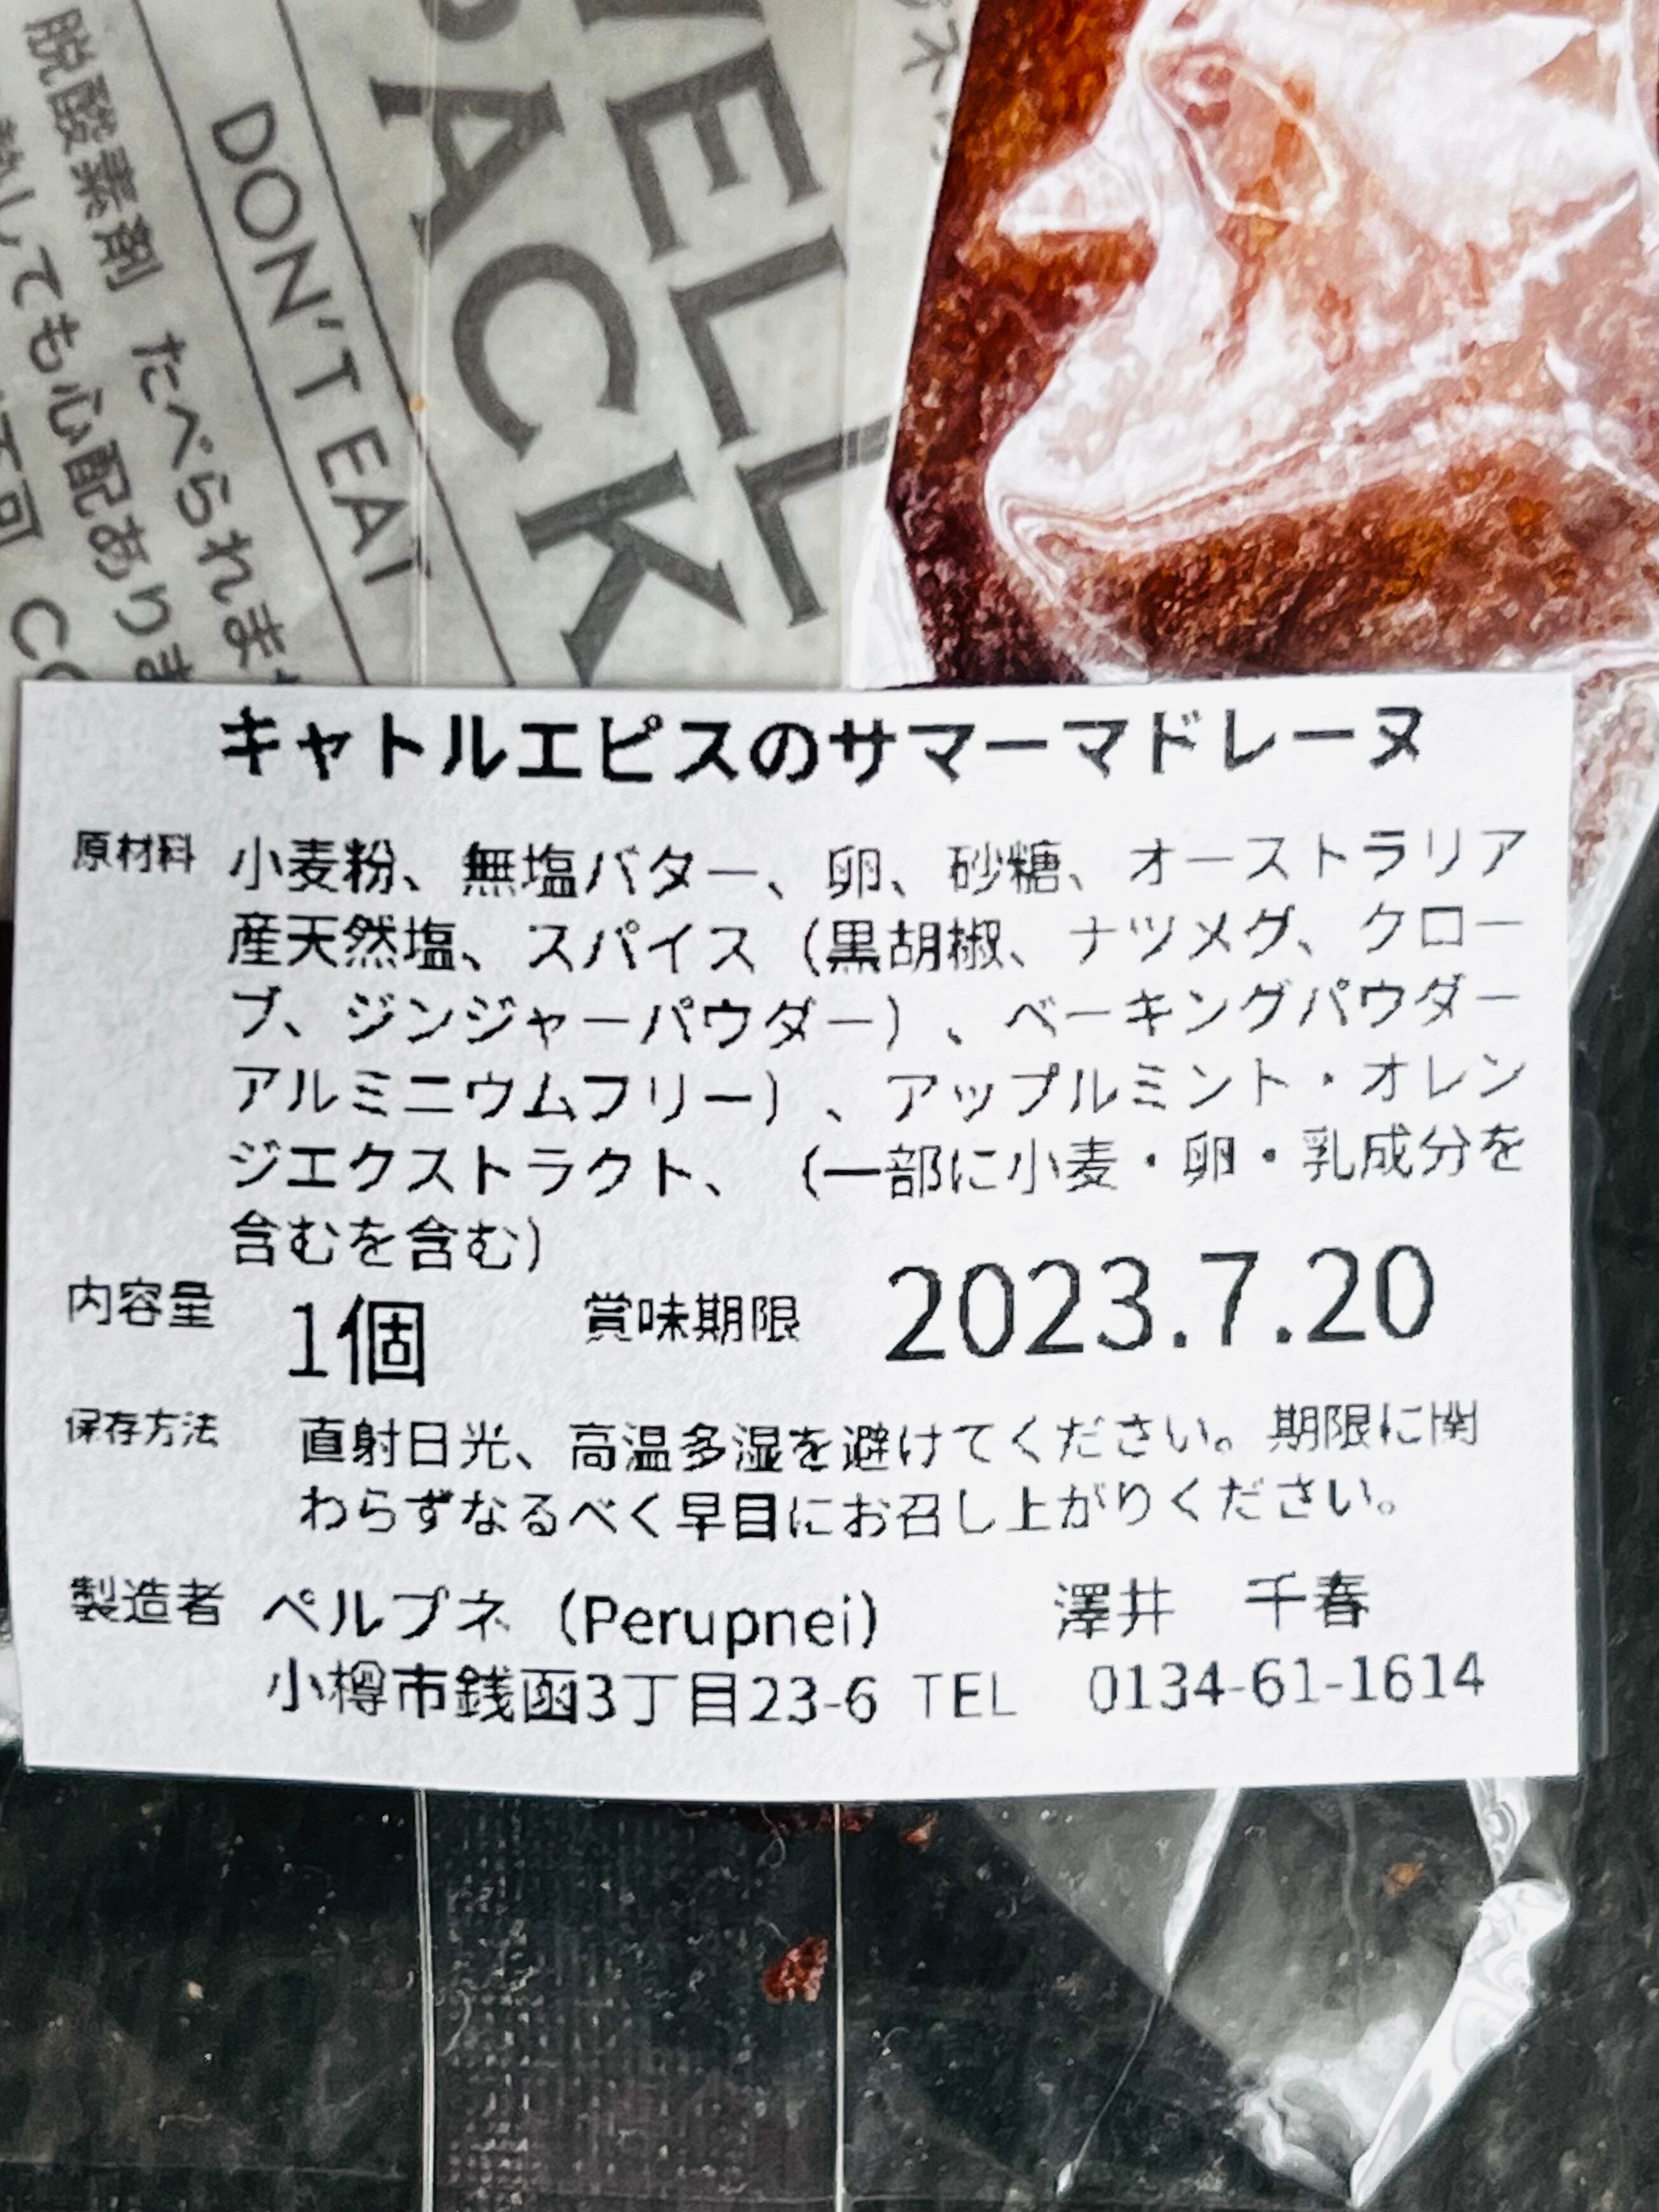 脱酸素剤 たべられま
熱しても心配ありま
不可
DON'T EAT
WELL
PACK
キャトルエピスのサマーマドレーヌ
原材料 小麦粉、無塩バター、卵、砂糖、オーストラリア
産天然塩、スパイス（黒胡椒、ナツメグ、クロー
ブ、ジンジャーパウダー）、ベーキングパウダー
アルミニウムフリー）、アップルミント・オレン
ジエクストラクト、（一部に小麦・卵・乳成分を
含むを含む）
内容量 1個 賞味期限 2023.7.20
保存方法 直射日光、高温多湿を避けてください。期限に関
わらずなるべく早目にお召し上がりください。
製造者 ペルプネ（Perupnei） 澤井 千春
小樽市銭函3丁目23-6 TEL 0134-61-1614